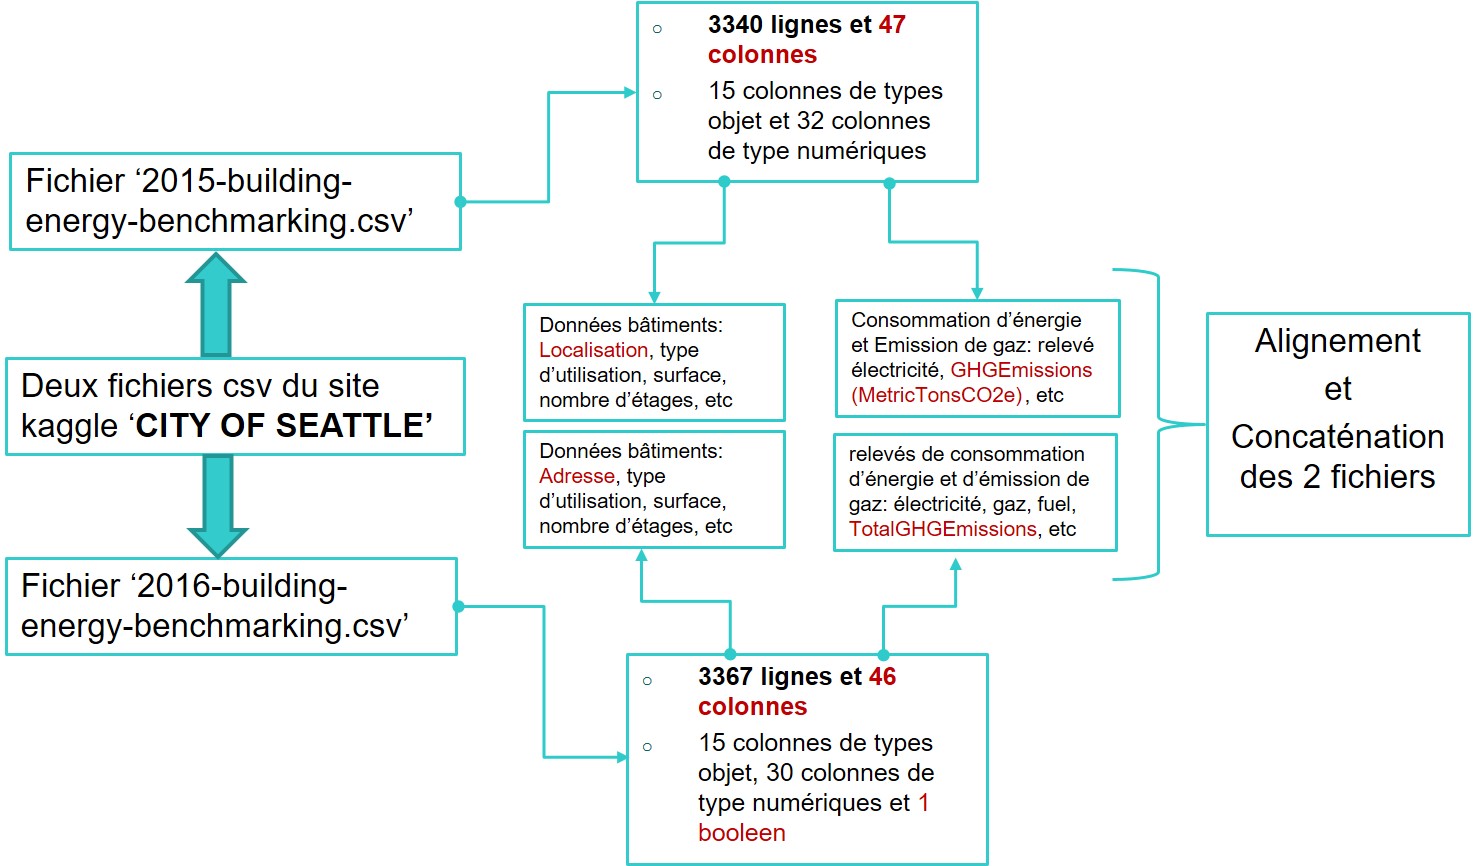 3340 lignes et 47
colonnes
15 colonnes de types
objet et 32 colonnes
de type numériques
Fichier ‘2015-building-
energy-benchmarking.csv’
Deux fichiers csv du site
kaggle ‘CITY OF SEATTLE’
Fichier ‘2016-building-
energy-benchmarking.csv’
Données bâtiments:
Localisation, type
d’utilisation, surface,
nombre d’étages, etc
Consommation d’énergie
et Emission de gaz: relevé
électricité, GHGEmissions
(MetricTonsCO2e), etc
Données bâtiments:
Adresse, type
d’utilisation, surface,
nombre d’étages, etc
relevés de consommation
d’énergie et d’émission de
gaz: électricité, gaz, fuel,
TotalGHGEmissions, etc
Alignement
et
Concaténation
des 2 fichiers
3367 lignes et 46
colonnes
15 colonnes de types
objet, 30 colonnes de
type numériques et 1
booleen